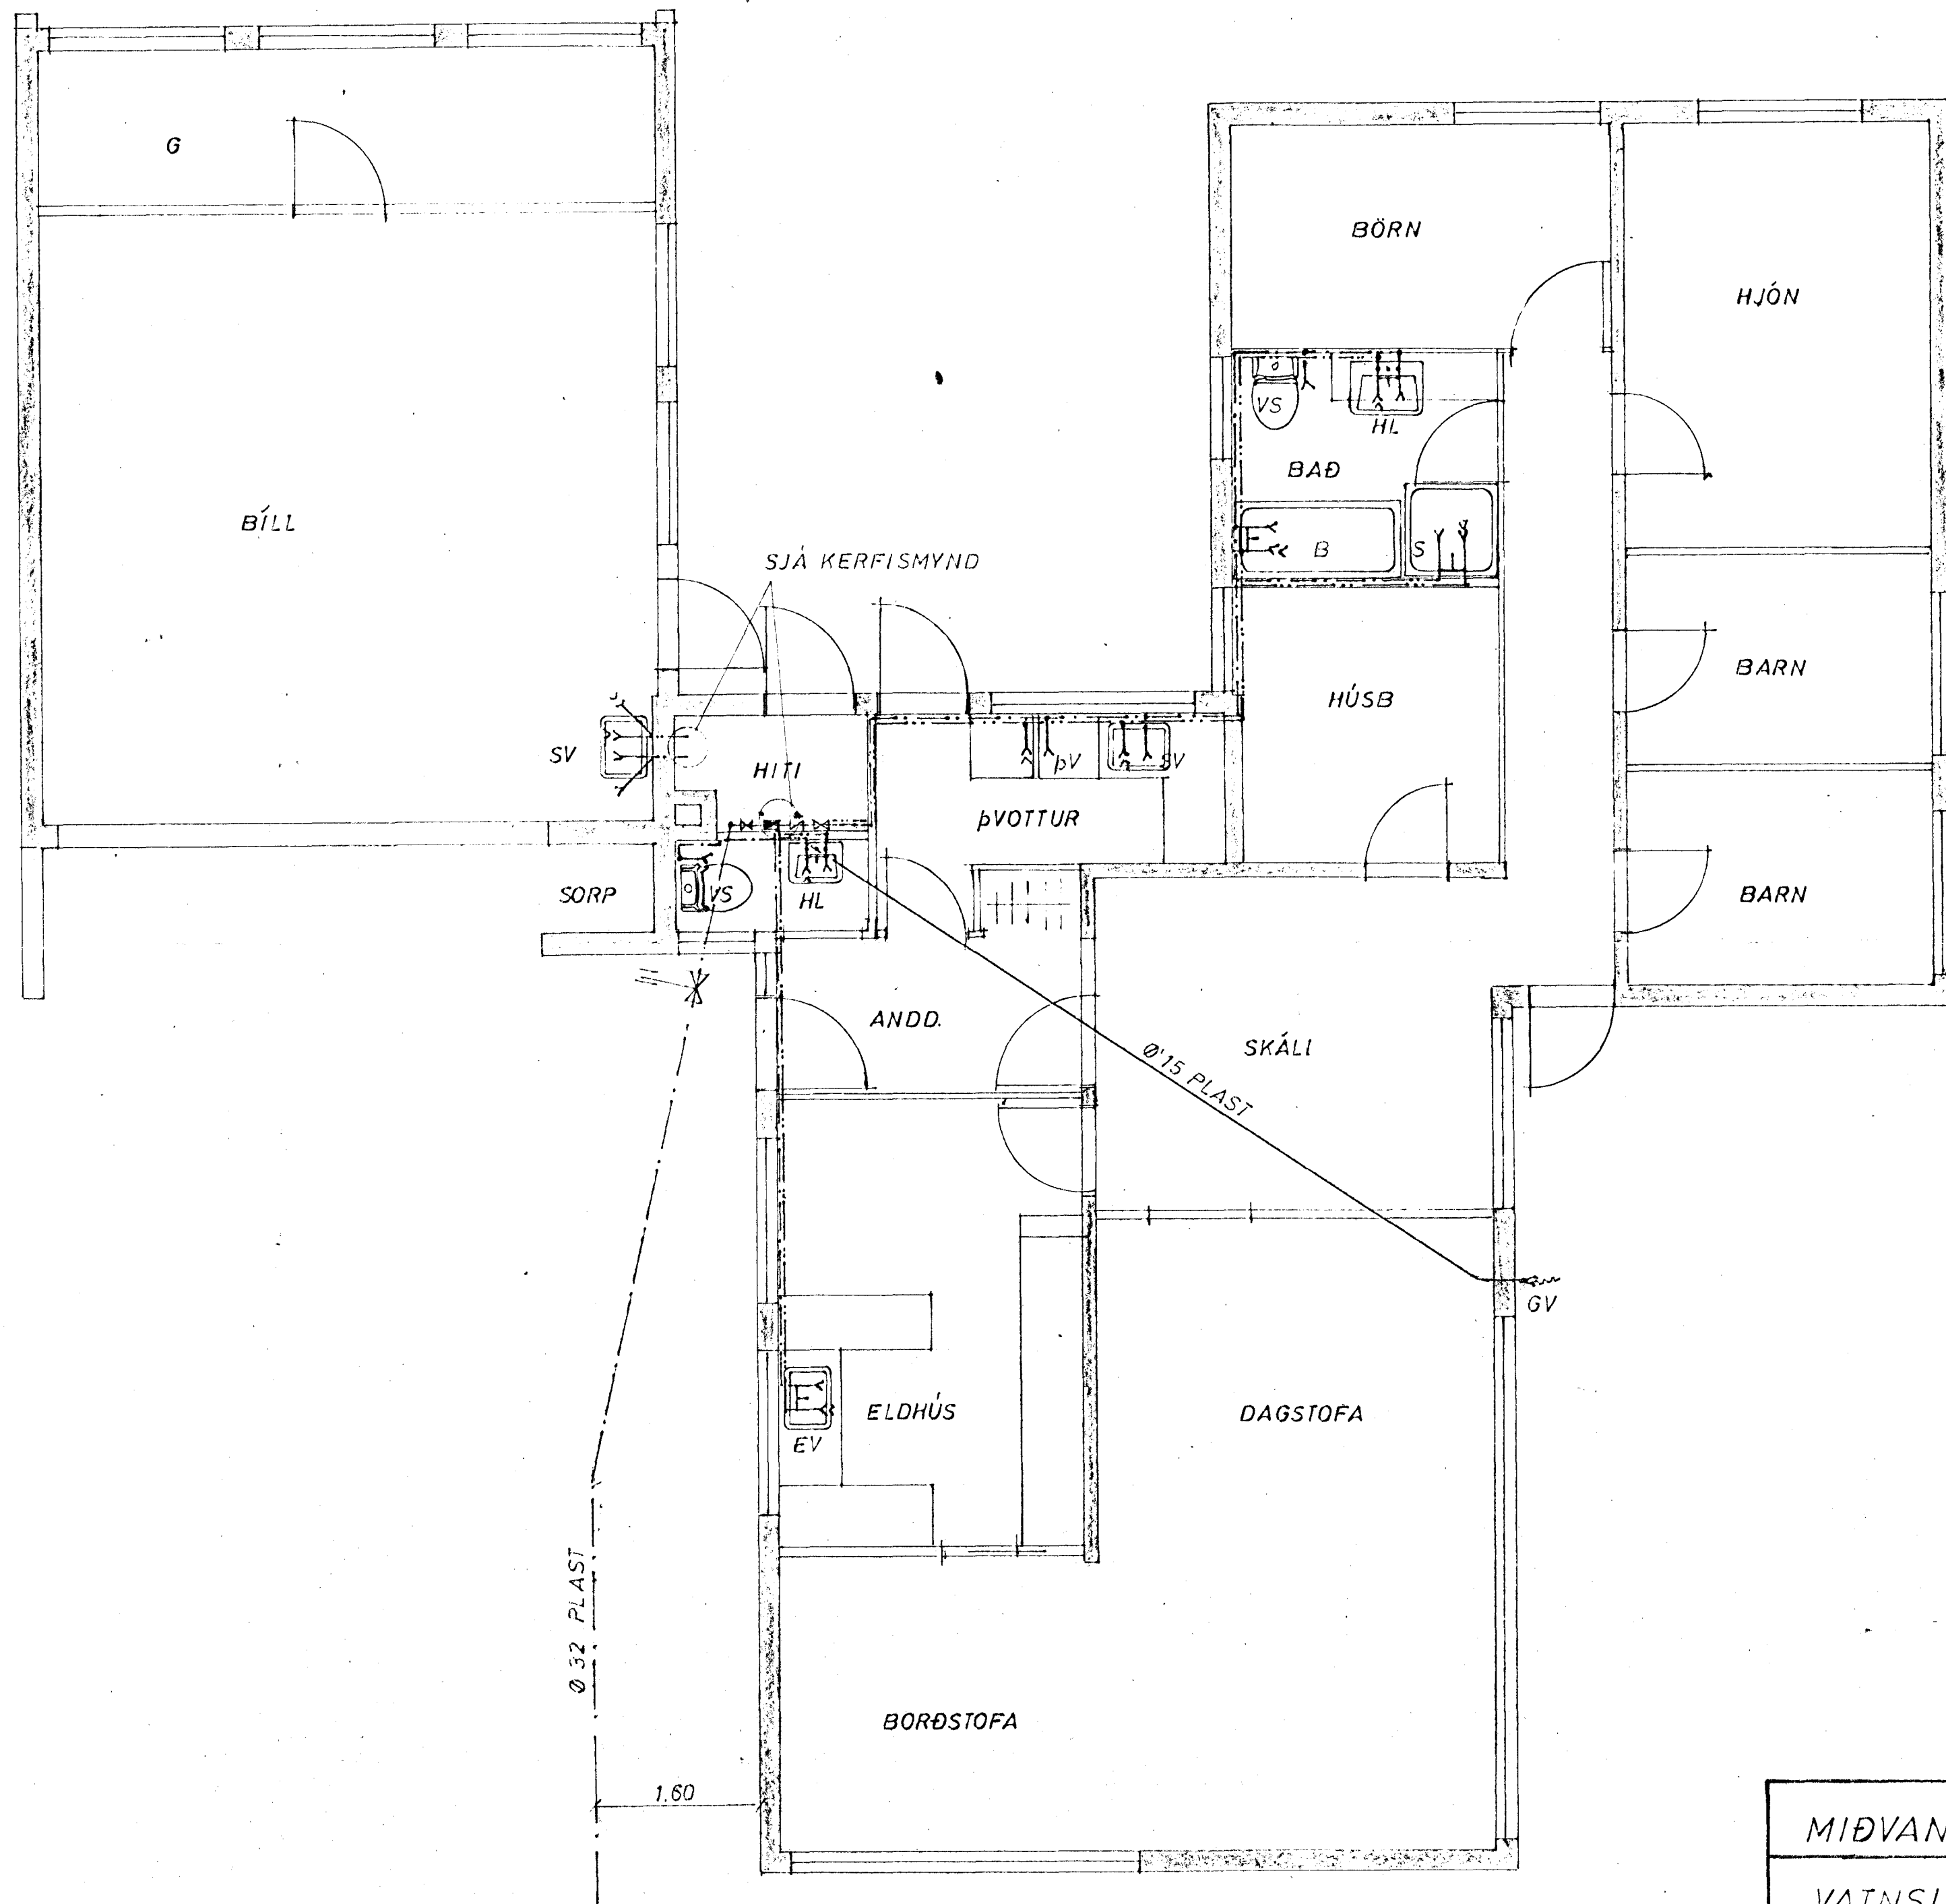 G
BÖRN
HJÓN
VS
HL
BAÐ
BÍLL
SJÁ KERFISMYND
B
S
BARN
HÚSB
SV
HITI
ÞV
SV
ÞVOTTUR
SORP
VS
HL
BARN
ANDD.
SKÁLI
Ø15 PLAST
GV
ELDHÚS
DAGSTOFA
EV
Ø 32 PLAST
BORÐSTOFA
1.60
MIÐVAN